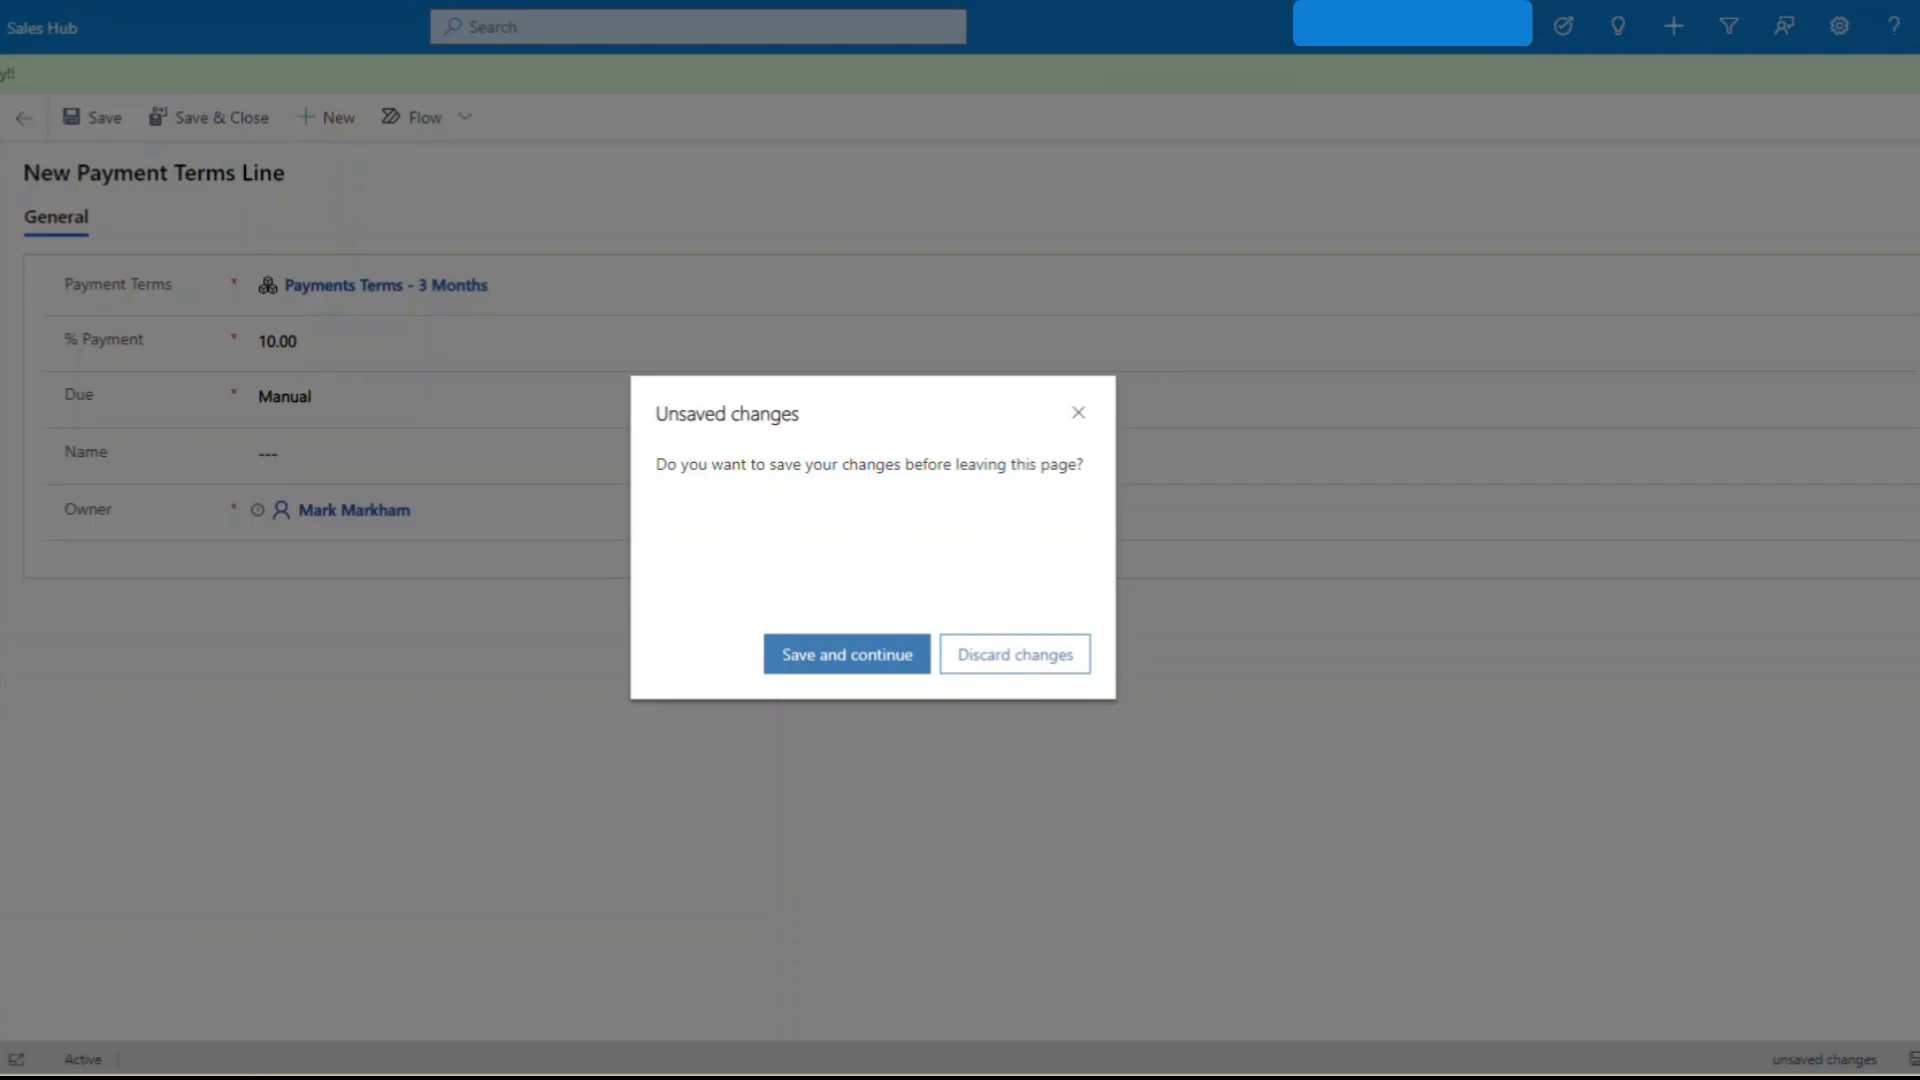 Sales Hub
Search
?
y!!
Save
Save & Close
New
Flow
New Payment Terms Line
General
Payment Terms * Payments Terms - 3 Months
% Payment * 10.00
Due * Manual
Name ---
Owner * Mark Markham
Unsaved changes
Do you want to save your changes before leaving this page?
Save and continue
Discard changes
Active
unsaved changes